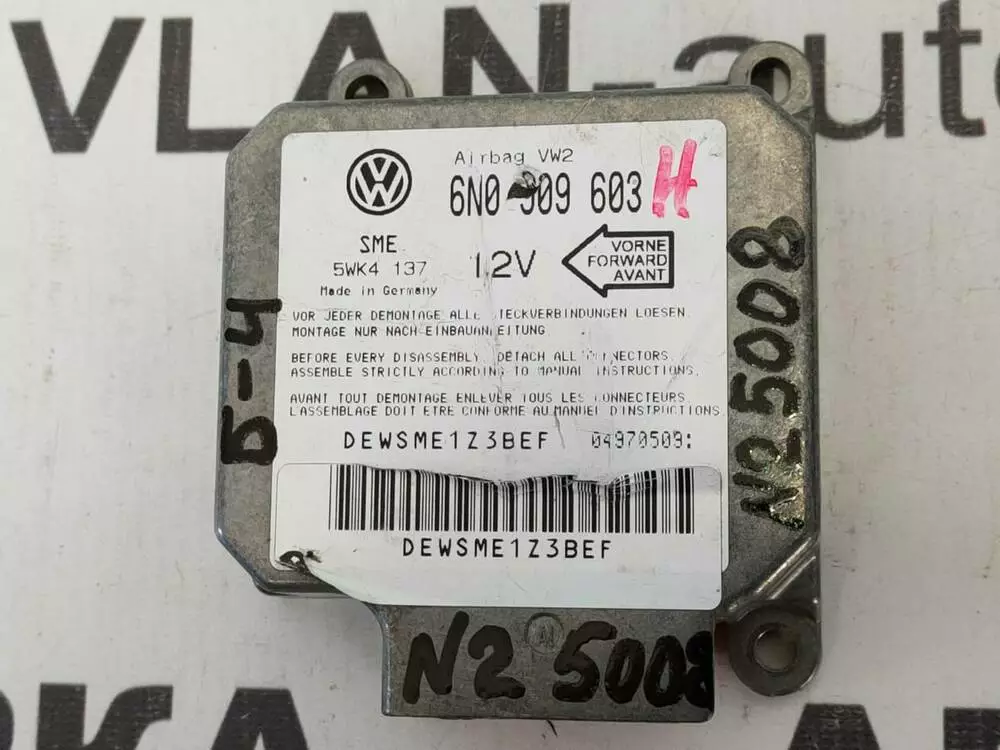 VLAN-auto
Airbag VW2
6N0 909 603 H
SME
5WK4 137
12V
VORNE
FORWARD
AVANT
Made in Germany
VOR JEDER DEMONTAGE ALLE STECKVERBINDUNGEN LOESEN.
MONTAGE NUR NACH EINBAUANLEITUNG
BEFORE EVERY DISASSEMBLY DETACH ALL CONNECTORS.
ASSEMBLE STRICTLY ACCORDING TO MANUAL INSTRUCTIONS.
AVANT TOUT DEMONTAGE ENLEVER TOUS LES CONNECTEURS.
L'ASSEMBLAGE DOIT ETRE CONFORME AU MANUEL D'INSTRUCTIONS
DEWSME1Z3BEF 04970509:
DEWSME1Z3BEF
N25008
N2 5008